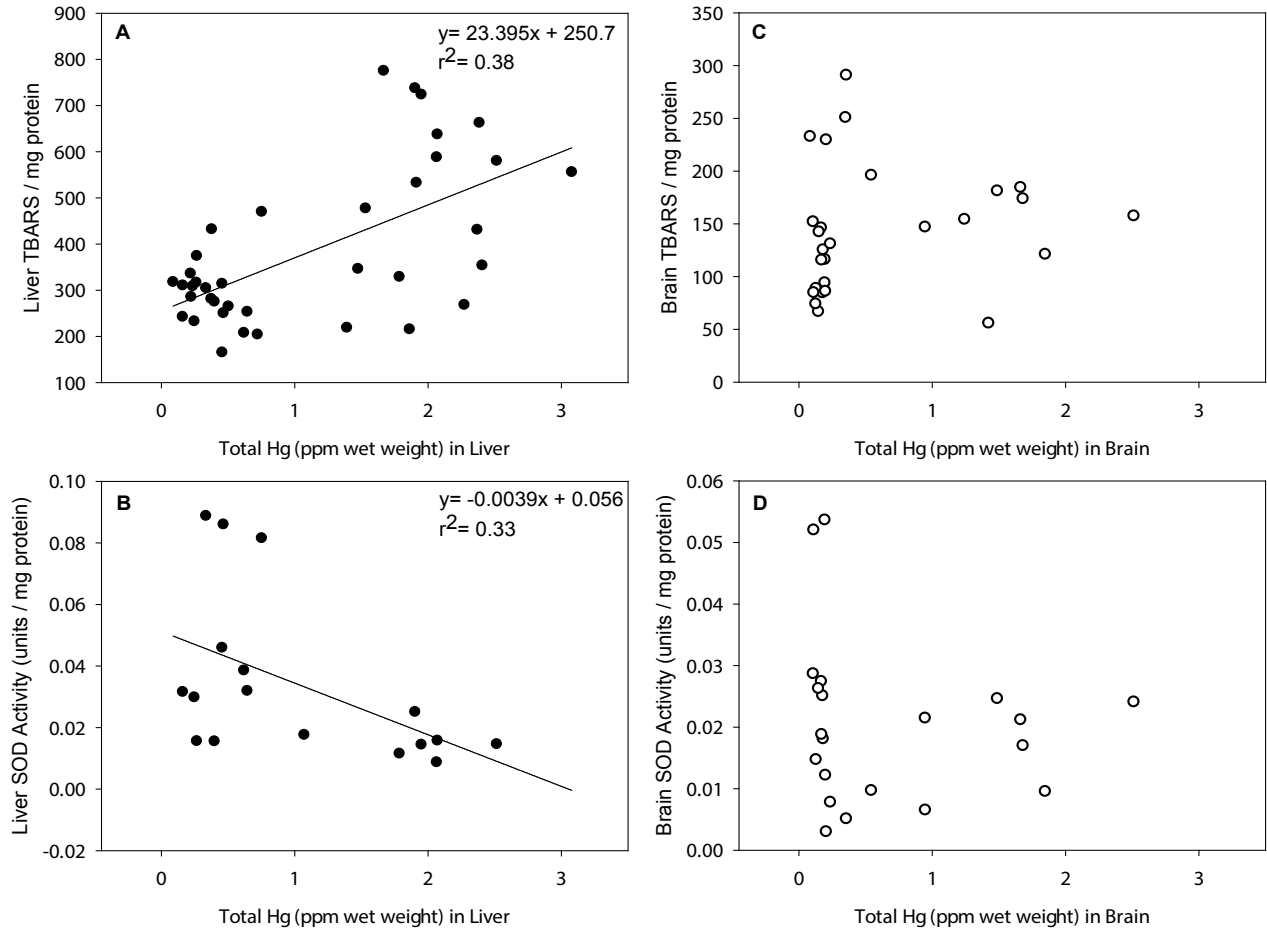 A
y= 23.395x + 250.7
r2= 0.38
900
800
700
600
500
400
300
200
100
Liver TBARS / mg protein
0 1 2 3
Total Hg (ppm wet weight) in Liver
C
350
300
250
200
150
100
50
0
Brain TBARS / mg protein
0 1 2 3
Total Hg (ppm wet weight) in Brain
B
y= -0.0039x + 0.056
r2= 0.33
0.10
0.08
0.06
0.04
0.02
0.00
-0.02
Liver SOD Activity (units / mg protein)
0 1 2 3
Total Hg (ppm wet weight) in Liver
D
0.06
0.05
0.04
0.03
0.02
0.01
0.00
Brain SOD Activity (units / mg protein)
0 1 2 3
Total Hg (ppm wet weight) in Brain